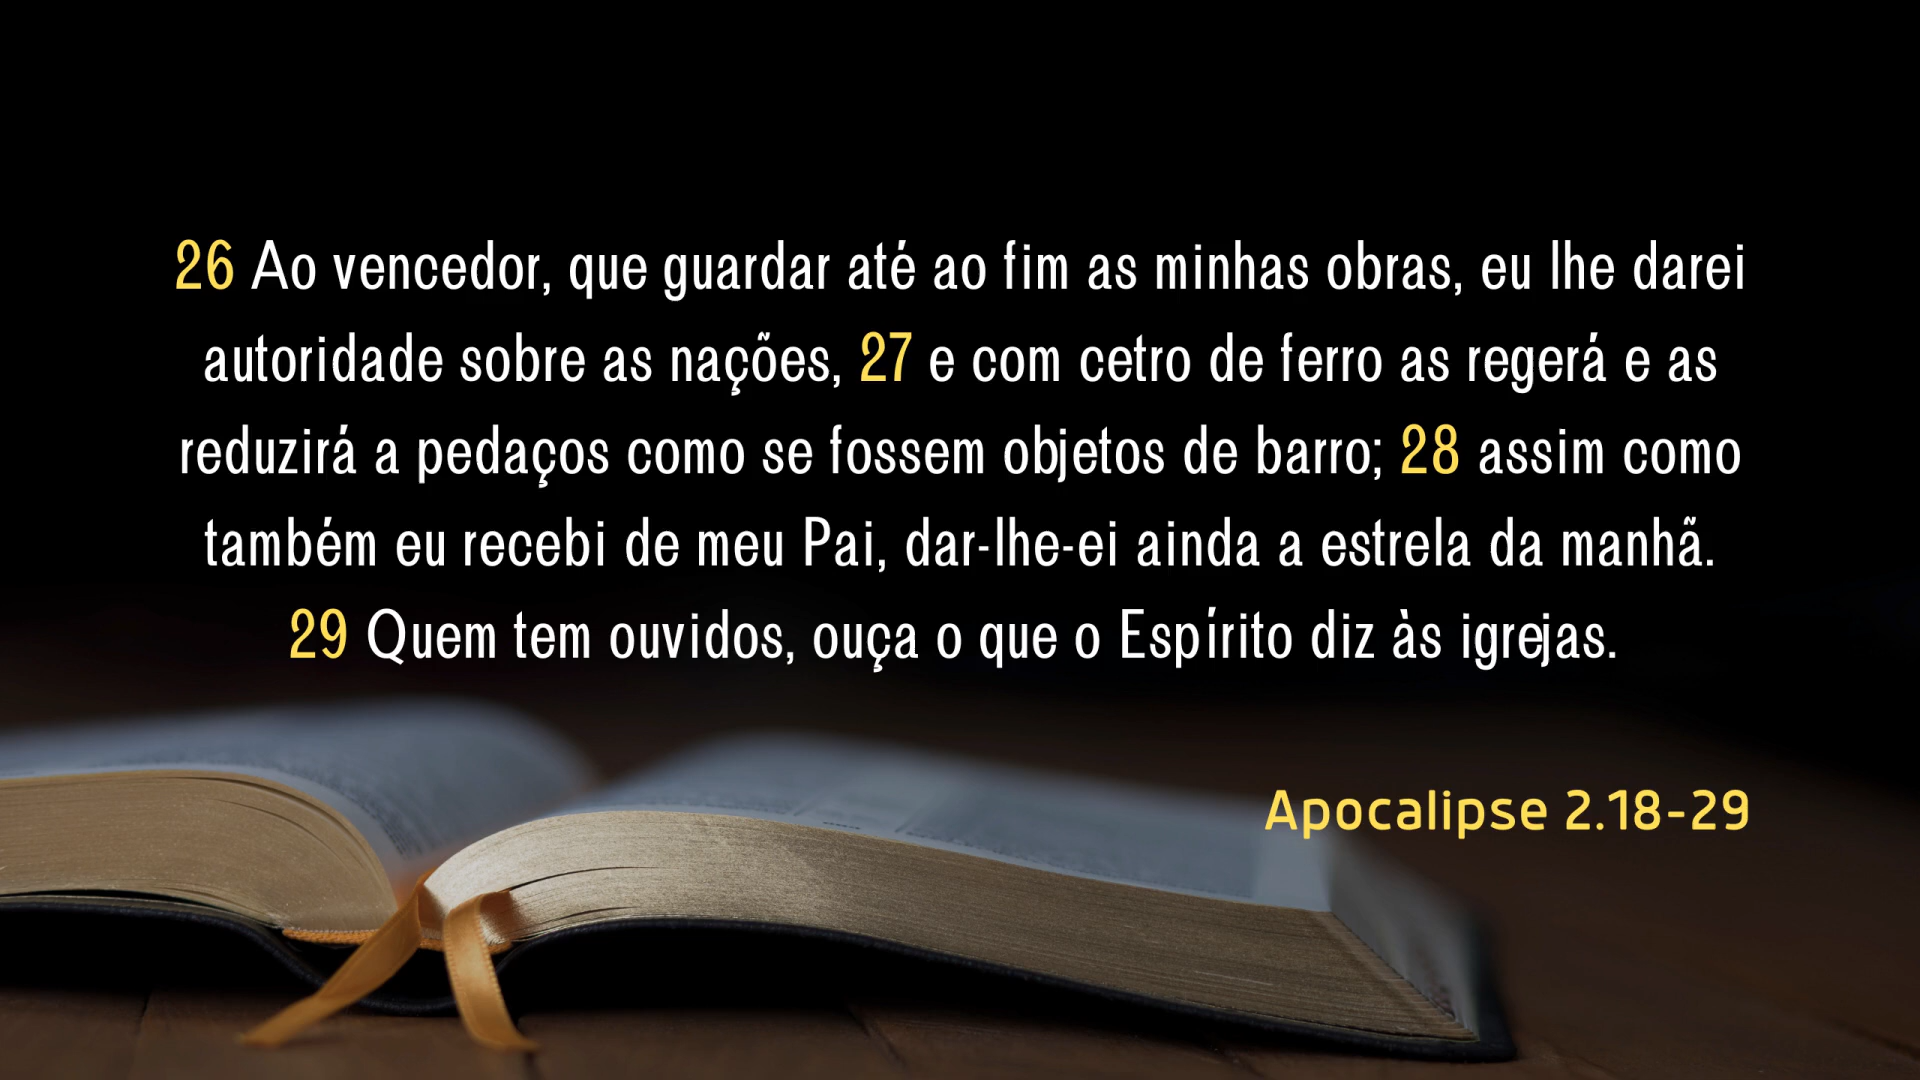 26 Ao vencedor, que guardar até ao fim as minhas obras, eu lhe darei
autoridade sobre as nações, 27 e com cetro de ferro as regerá e as
reduzirá a pedaços como se fossem objetos de barro; 28 assim como
também eu recebi de meu Pai, dar-lhe-ei ainda a estrela da manhã.
29 Quem tem ouvidos, ouça o que o Espírito diz às igrejas.
Apocalipse 2.18-29